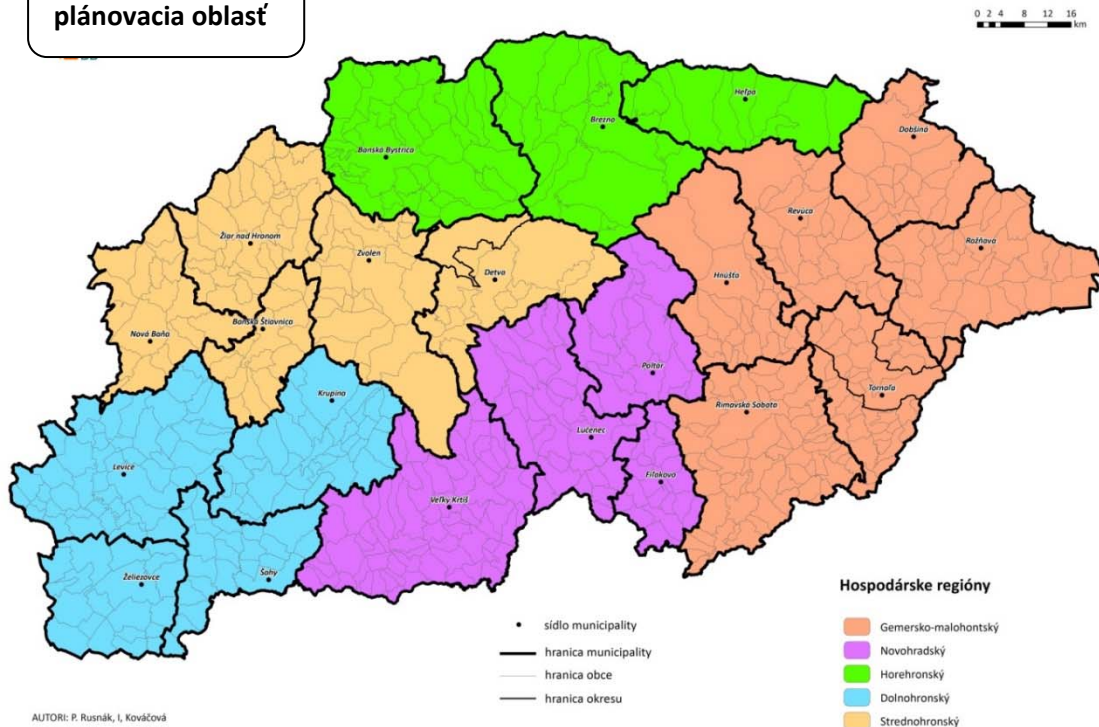 plánovacia oblasť
0 2 4 8 12 16
km
Heľpa
Brezno
Dobšiná
Banská Bystrica
Revúca
Žiar nad Hronom
Rožňava
Zvolen
Detva
Hnúšťa
Banská Štiavnica
Nová Baňa
Poltár
Tornaľa
Krupina
Rimavská Sobota
Lučenec
Levice
Fiľakovo
Veľký Krtíš
Želiezovce
Šahy
Hospodárske regióny
sídlo municipality
hranica municipality
hranica obce
hranica okresu
Gemersko-malohontský
Novohradský
Horehronský
Dolnohronský
Strednohronský
AUTORI: P. Rusnák, I, Kováčová